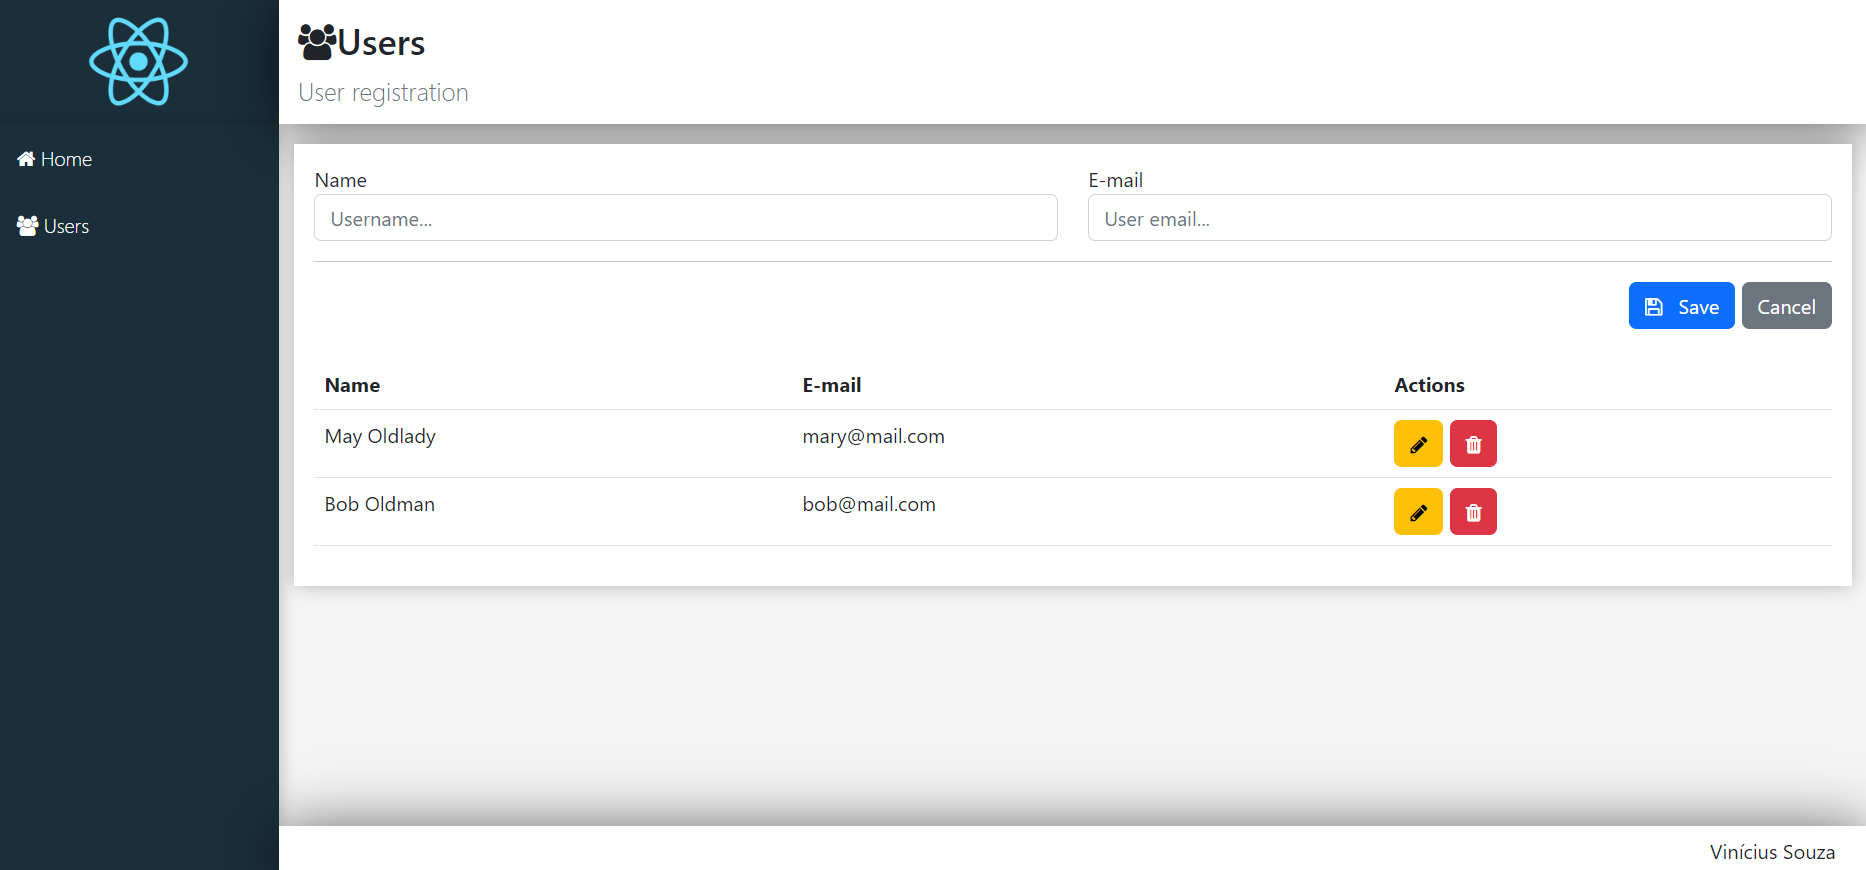 Users
User registration
Home
Users
Name
E-mail
Username...
User email...
Save
Cancel
Name E-mail Actions
May Oldlady mary@mail.com
Bob Oldman bob@mail.com
Vinícius Souza